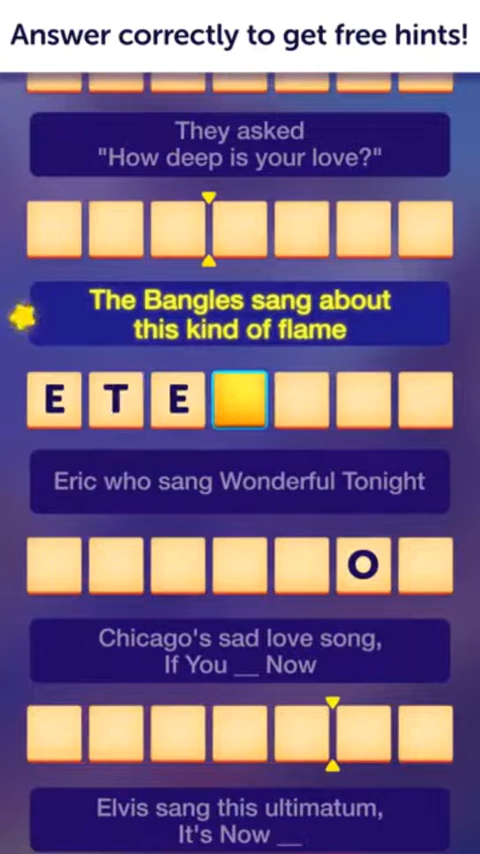 Answer correctly to get free hints!
They asked
"How deep is your love?"
The Bangles sang about
this kind of flame
E T E
Eric who sang Wonderful Tonight
O
Chicago's sad love song,
If You __ Now
Elvis sang this ultimatum,
It's Now __